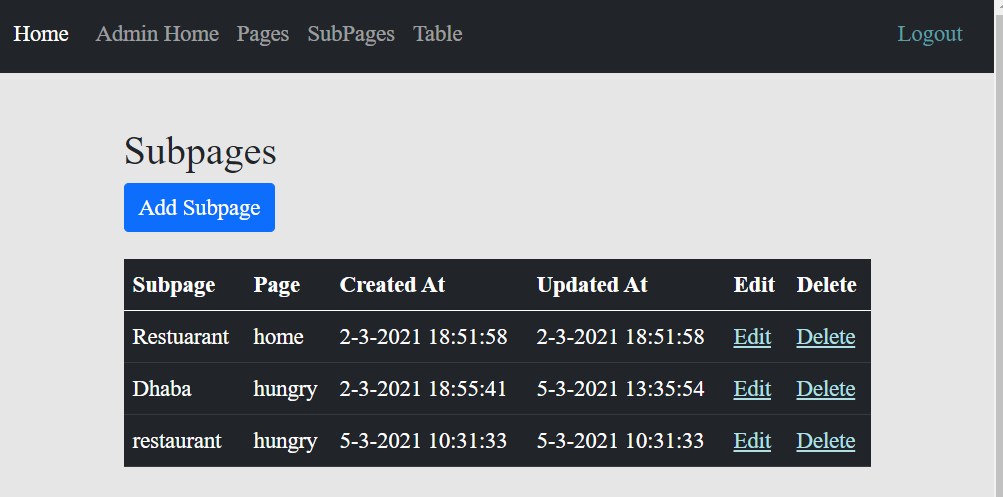 Home Admin Home Pages SubPages Table Logout
Subpages
Add Subpage
Subpage Page Created At Updated At Edit Delete
Restuarant home 2-3-2021 18:51:58 2-3-2021 18:51:58 Edit Delete
Dhaba hungry 2-3-2021 18:55:41 5-3-2021 13:35:54 Edit Delete
restaurant hungry 5-3-2021 10:31:33 5-3-2021 10:31:33 Edit Delete